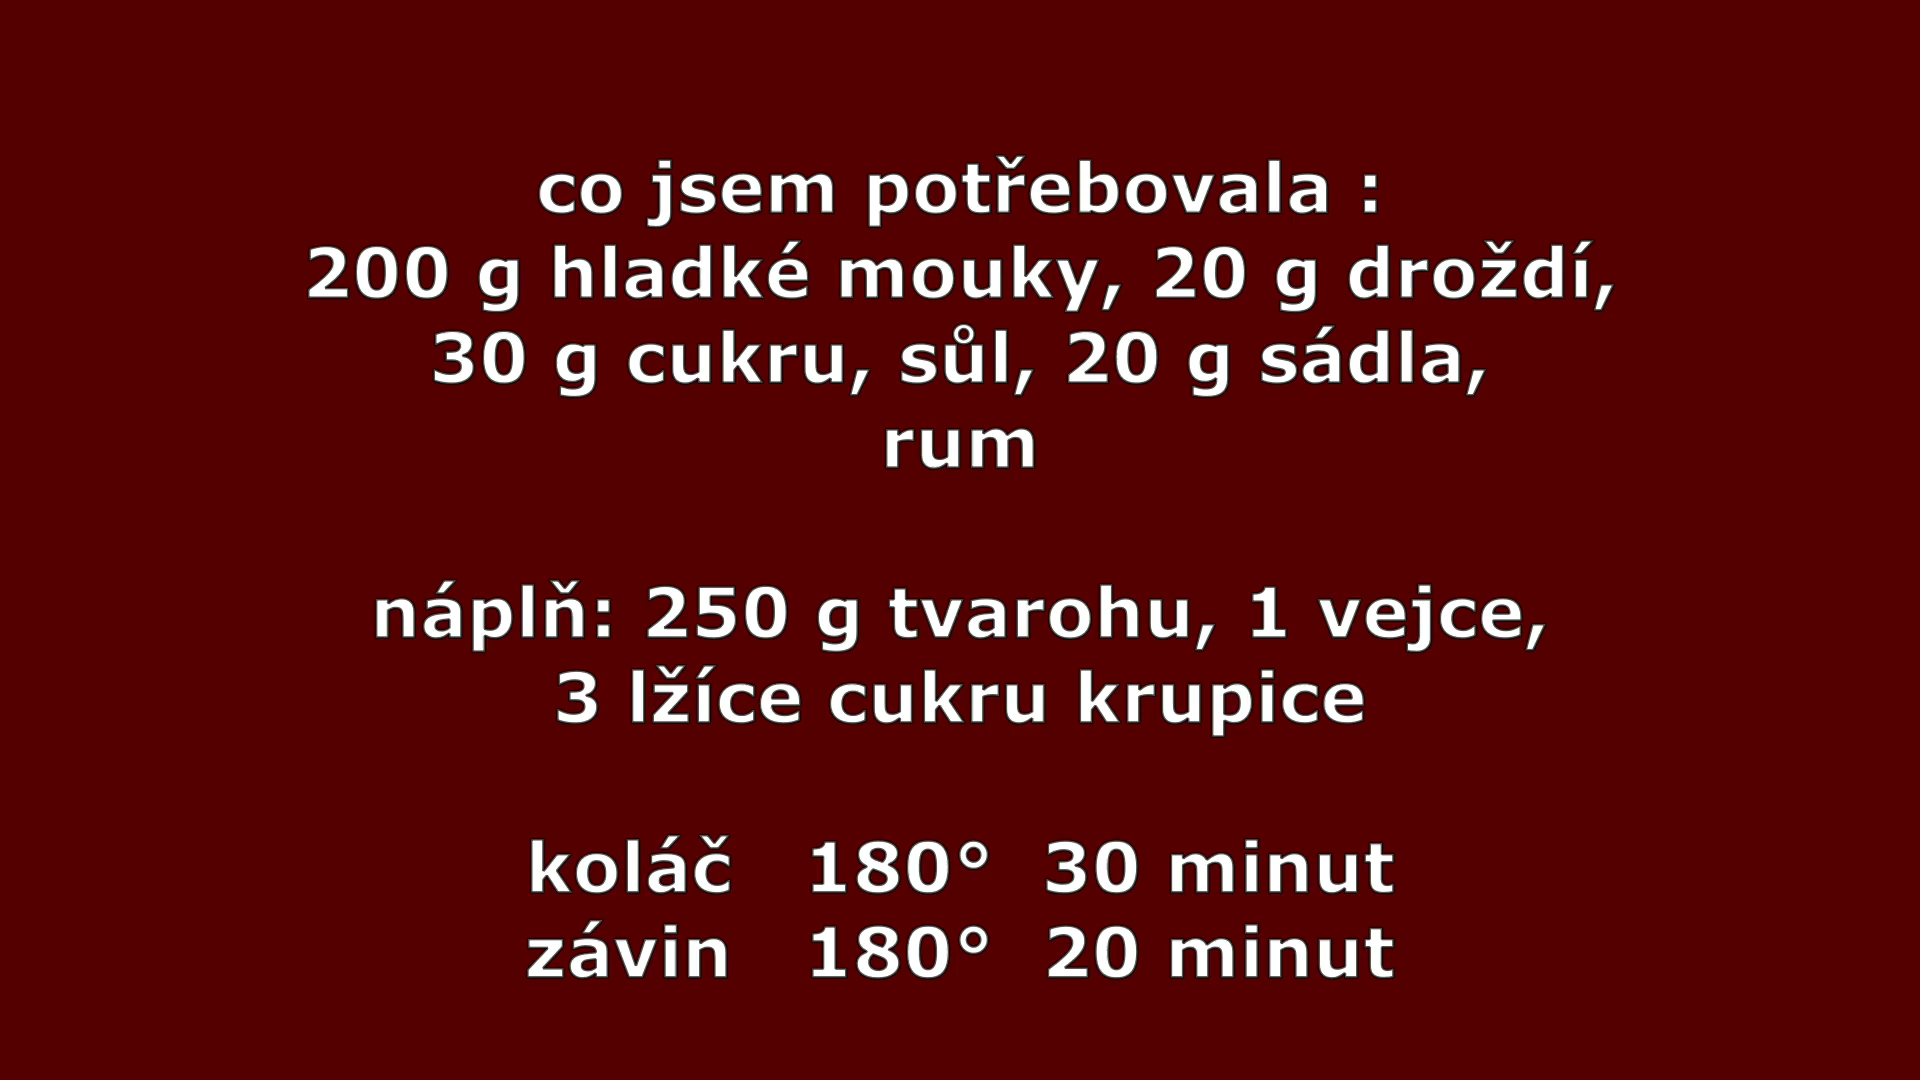 co jsem potřebovala :
200 g hladké mouky, 20 g droždí,
30 g cukru, sůl, 20 g sádla,
rum
náplň: 250 g tvarohu, 1 vejce,
3 lžíce cukru krupice
koláč 180° 30 minut
závin 180° 20 minut